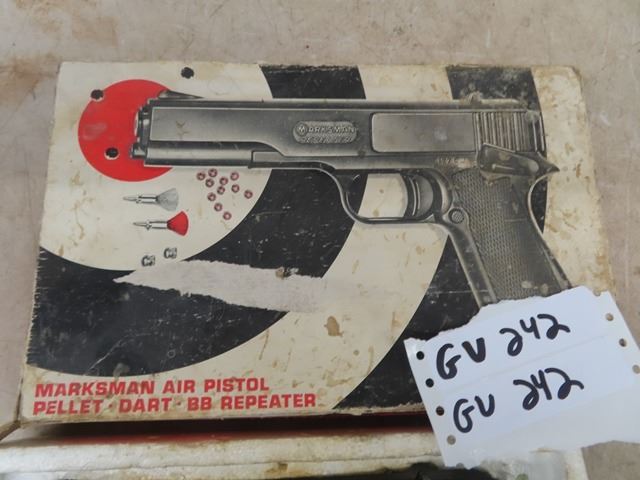 MARKSMAN
MARKSMAN AIR PISTOL
PELLET · DART · BB REPEATER
GV 242
GV 242